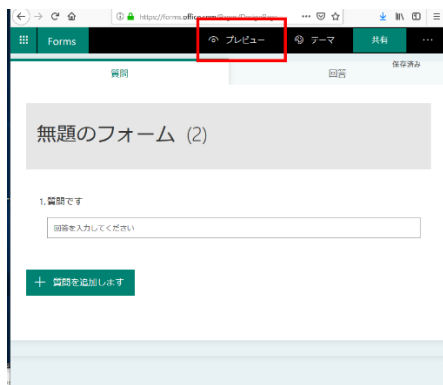 https://forms.office.com
Forms
プレビュー
テーマ
共有
質問
回答
保存済み
無題のフォーム (2)
1. 質問です
回答を入力してください
＋ 質問を追加します